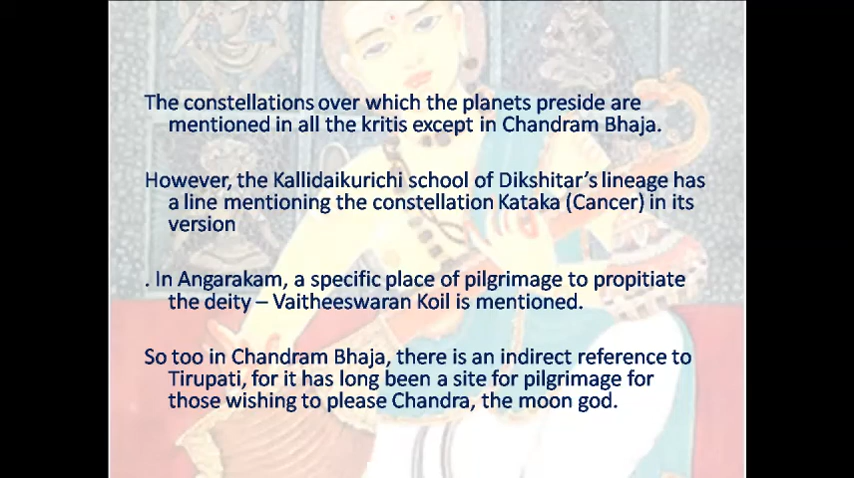 The constellations over which the planets preside are
mentioned in all the kritis except in Chandram Bhaja.
However, the Kallidaikurichi school of Dikshitar’s lineage has
a line mentioning the constellation Kataka (Cancer) in its
version
. In Angarakam, a specific place of pilgrimage to propitiate
the deity – Vaitheeswaran Koil is mentioned.
So too in Chandram Bhaja, there is an indirect reference to
Tirupati, for it has long been a site for pilgrimage for
those wishing to please Chandra, the moon god.